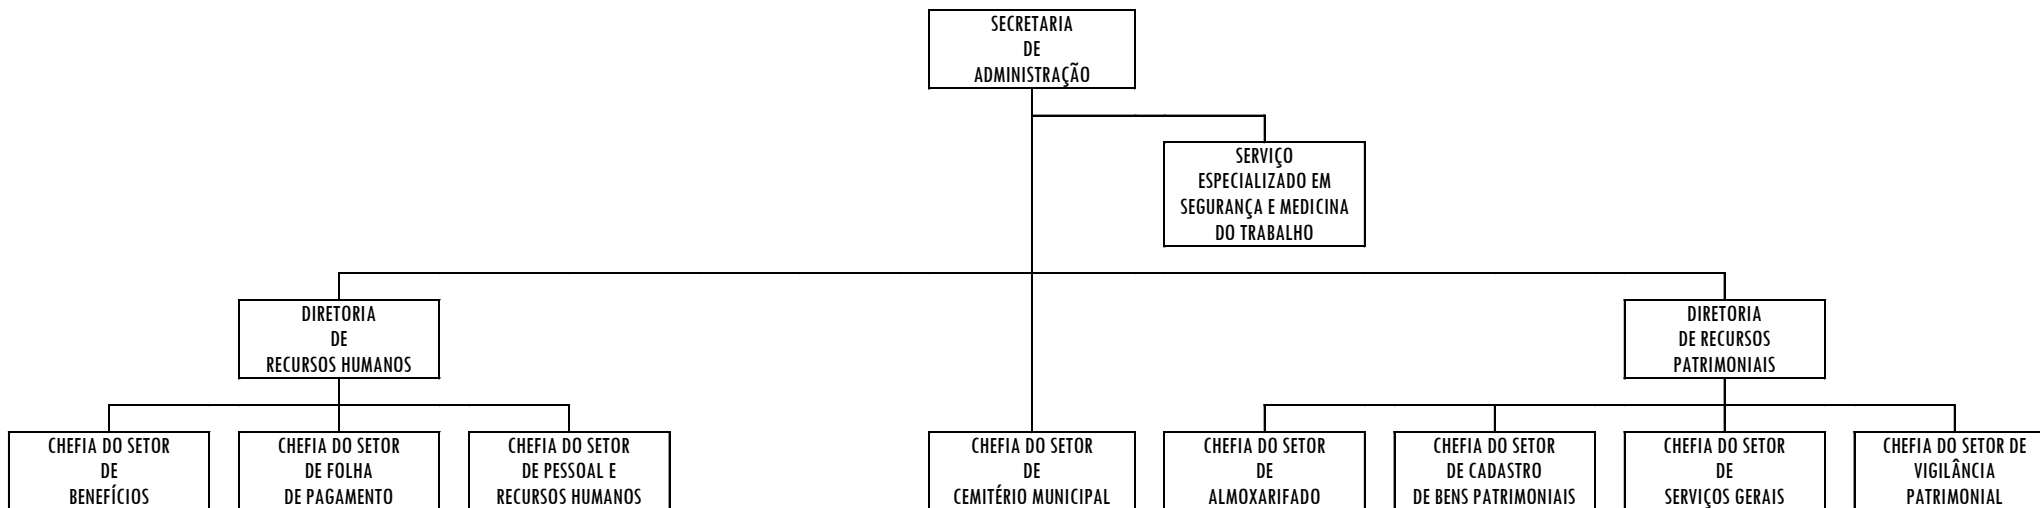 SECRETARIA
DE
ADMINISTRAÇÃO
SERVIÇO
ESPECIALIZADO EM
SEGURANÇA E MEDICINA
DO TRABALHO
DIRETORIA
DE
RECURSOS HUMANOS
DIRETORIA
DE RECURSOS
PATRIMONIAIS
CHEFIA DO SETOR
DE
BENEFÍCIOS
CHEFIA DO SETOR
DE FOLHA
DE PAGAMENTO
CHEFIA DO SETOR
DE PESSOAL E
RECURSOS HUMANOS
CHEFIA DO SETOR
DE
CEMITÉRIO MUNICIPAL
CHEFIA DO SETOR
DE
ALMOXARIFADO
CHEFIA DO SETOR
DE CADASTRO
DE BENS PATRIMONIAIS
CHEFIA DO SETOR
DE
SERVIÇOS GERAIS
CHEFIA DO SETOR DE
VIGILÂNCIA
PATRIMONIAL